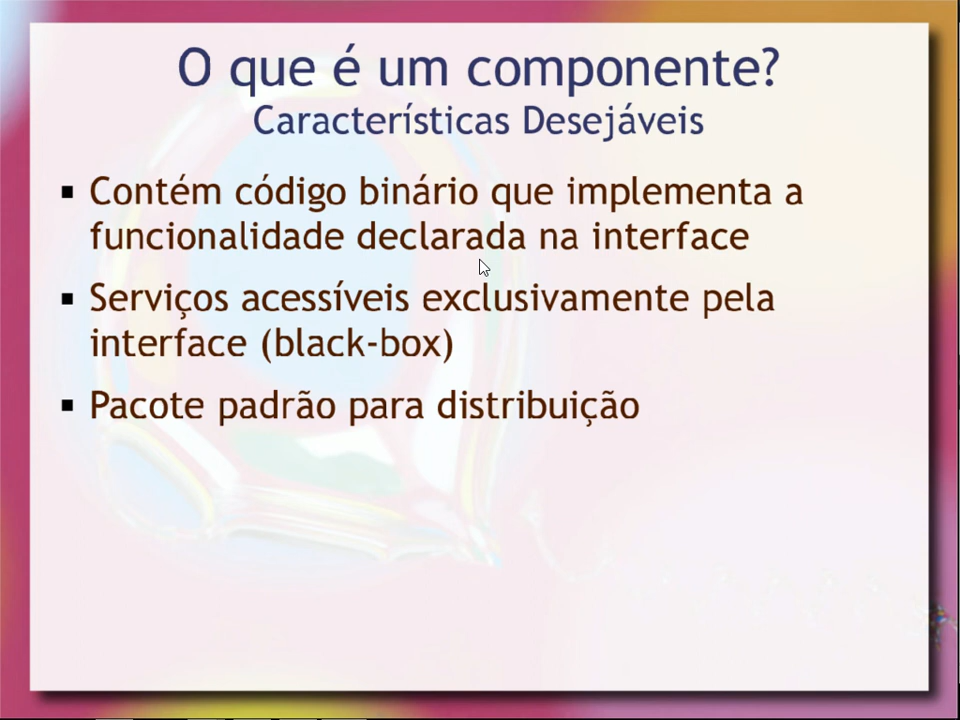 O que é um componente?
Características Desejáveis
▪ Contém código binário que implementa a
funcionalidade declarada na interface
▪ Serviços acessíveis exclusivamente pela
interface (black-box)
▪ Pacote padrão para distribuição